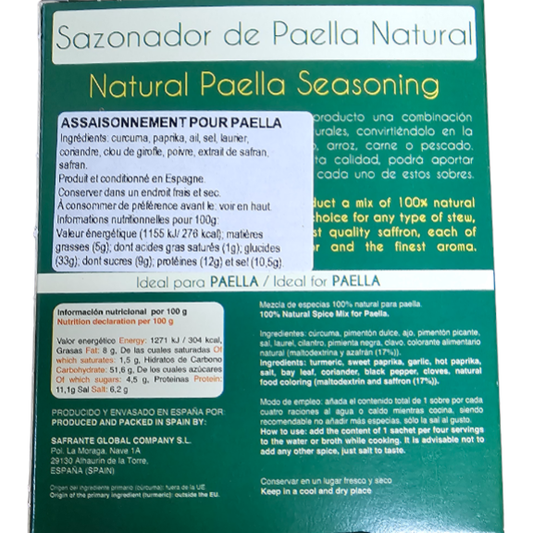 Sazonador de Paella Natural
Natural Paella Seasoning
ASSAISONNEMENT POUR PAELLA
Ingrédients: curcuma, paprika, ail, sel, laurier,
coriandre, clou de girofle, poivre, extrait de safran,
safran.
Produit et conditionné en Espagne.
Conserver dans un endroit frais et sec.
À consommer de préférence avant le: voir en haut.
Informations nutritionnelles pour 100g:
Valeur énergétique (1155 kJ/ 276 kcal); matières
grasses (5g); dont acides gras saturés (1g); glucides
(33g); dont sucres (9g); protéines (12g) et sel (10,5g).
producto una combinación
urales, convirtiéndolo en la
, arroz, carne o pescado.
ta calidad, podrá aportar
cada uno de estos sobres.
duct a mix of 100% natural
choice for any type of stew,
st quality saffron, each of
or and the finest aroma.
Ideal para PAELLA / Ideal for PAELLA
Información nutricional por 100 g
Nutrition declaration per 100 g
Valor energético Energy: 1271 kJ / 304 kcal,
Grasas Fat: 8 g, De las cuales saturadas Of
which saturates: 1,5 g, Hidratos de Carbono
Carbohydrate: 51,6 g, De los cuales azúcares
Of which sugars: 4,5 g, Proteinas Protein:
11,1g Sal Salt: 6,2 g
PRODUCIDO Y ENVASADO EN ESPAÑA POR:
PRODUCED AND PACKED IN SPAIN BY:
SAFRANTE GLOBAL COMPANY S.L.
Pol. La Moraga, Nave 1A
29130 Alhaurin de la Torre,
ESPAÑA (SPAIN)
Origen del ingrediente primario (cúrcuma): fuera de la UE.
Origin of the primary ingredient (turmeric): outside the EU.
Mezcla de especias 100% natural para paella.
100% Natural Spice Mix for Paella.
Ingredientes: cúrcuma, pimentón dulce, ajo, pimentón picante,
sal, laurel, cilantro, pimienta negra, clavo, colorante alimentario
natural (maltodextrina y azafrán (17%)).
Ingredients: turmeric, sweet paprika, garlic, hot paprika,
salt, bay leaf, coriander, black pepper, cloves, natural
food coloring (maltodextrin and saffron (17%)).
Modo de empleo: añada el contenido total de 1 sobre por cada
cuatro raciones al agua o caldo mientras cocina, siendo
recomendable no añadir más especias, sólo la sal al gusto.
How to use: add the content of 1 sachet per four servings
to the water or broth while cooking. It is advisable not to
add any other spice, just salt to taste.
Conservar en un lugar fresco y seco
Keep in a cool and dry place